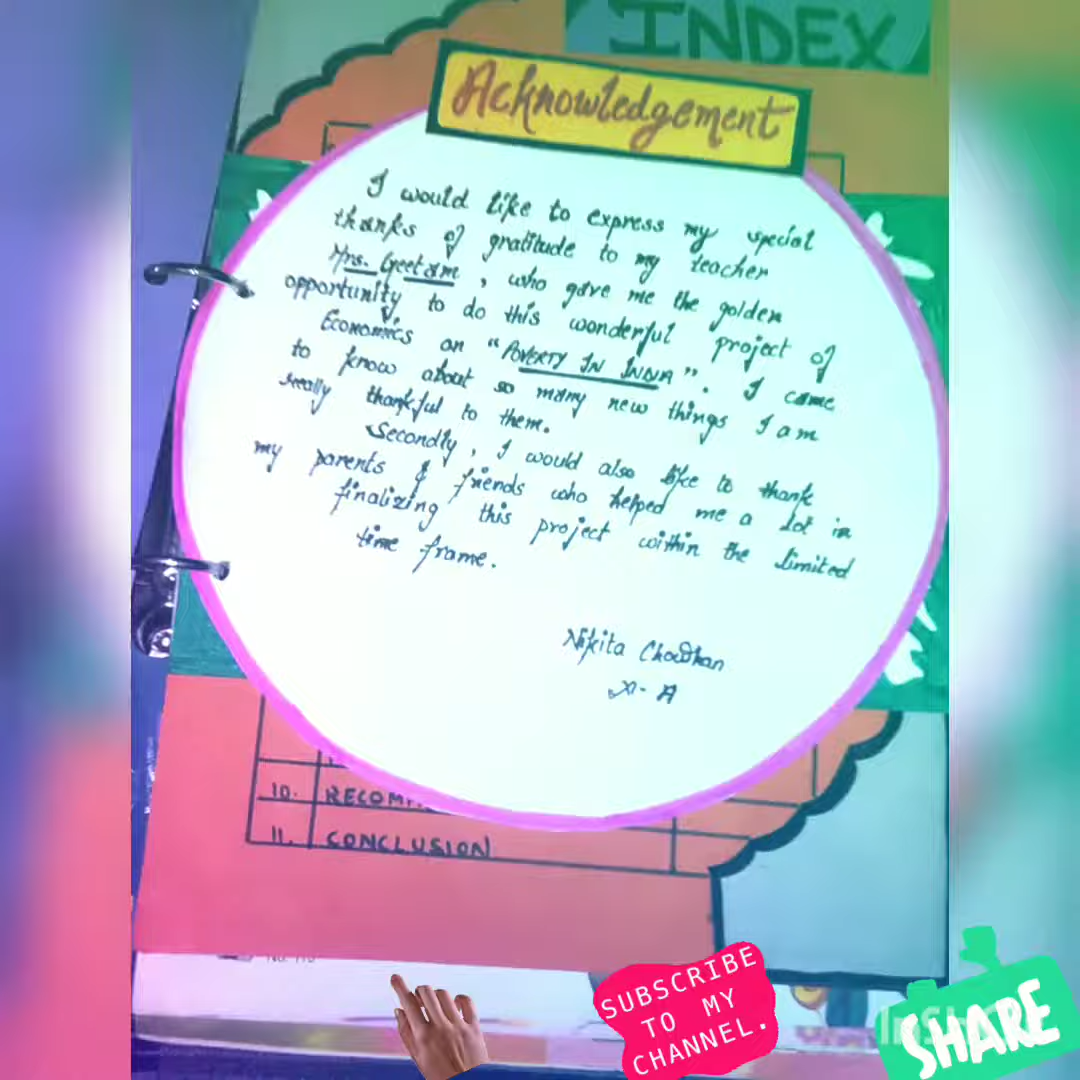 INDEX
Acknowledgement
I would like to express my special
thanks of gratitude to my teacher
Mrs. Geetam, who gave me the golden
opportunity to do this wonderful project of
Economics on "POVERTY IN INDIA". I came
to know about so many new things I am
really thankful to them.
Secondly, I would also like to thank
my parents & friends who helped me a lot in
finalizing this project within the limited
time frame.
Nikita Chowdhan
XI- A
10. RECOM
11. CONCLUSION
SUBSCRIBE
TO MY
CHANNEL.
SHARE